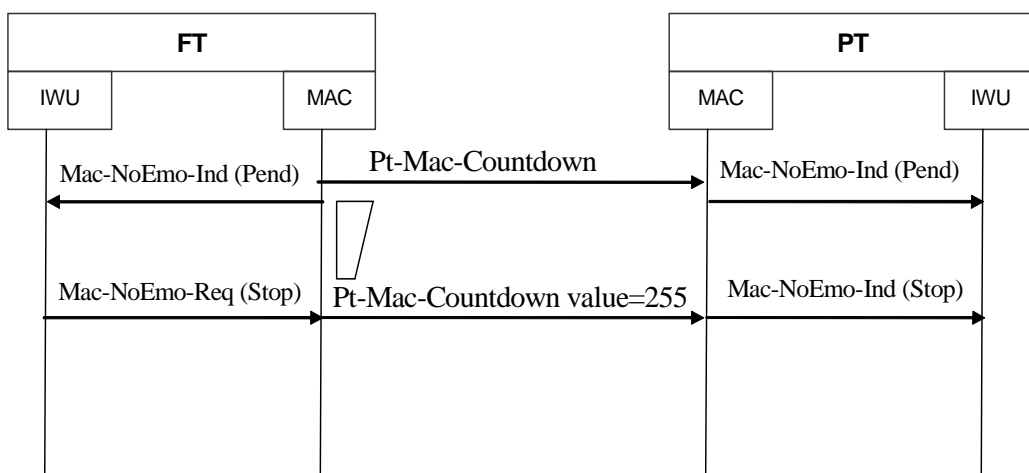 FT PT
IWU MAC MAC IWU
Mac-NoEmo-Ind (Pend) Pt-Mac-Countdown Mac-NoEmo-Ind (Pend)
Mac-NoEmo-Req (Stop) Pt-Mac-Countdown value=255 Mac-NoEmo-Ind (Stop)